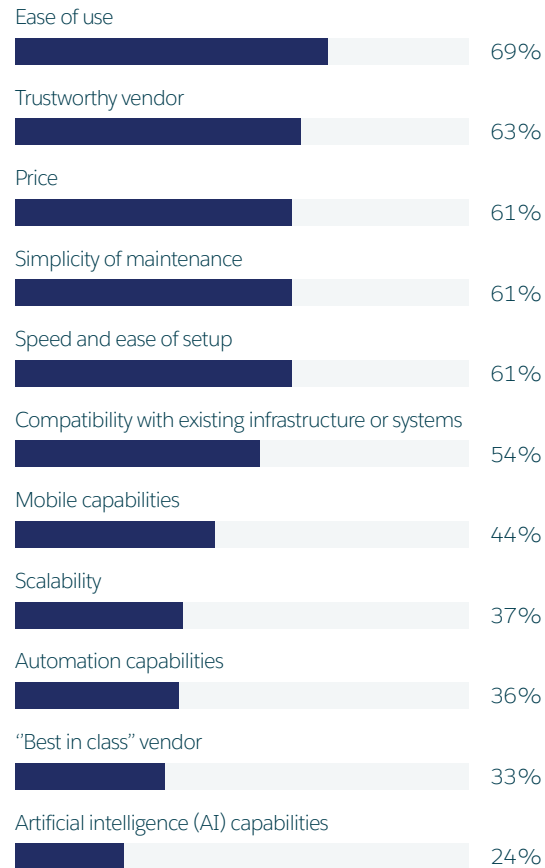 Ease of use
69%
Trustworthy vendor
63%
Price
61%
Simplicity of maintenance
61%
Speed and ease of setup
61%
Compatibility with existing infrastructure or systems
54%
Mobile capabilities
44%
Scalability
37%
Automation capabilities
36%
‘’Best in class” vendor
33%
Artificial intelligence (AI) capabilities
24%